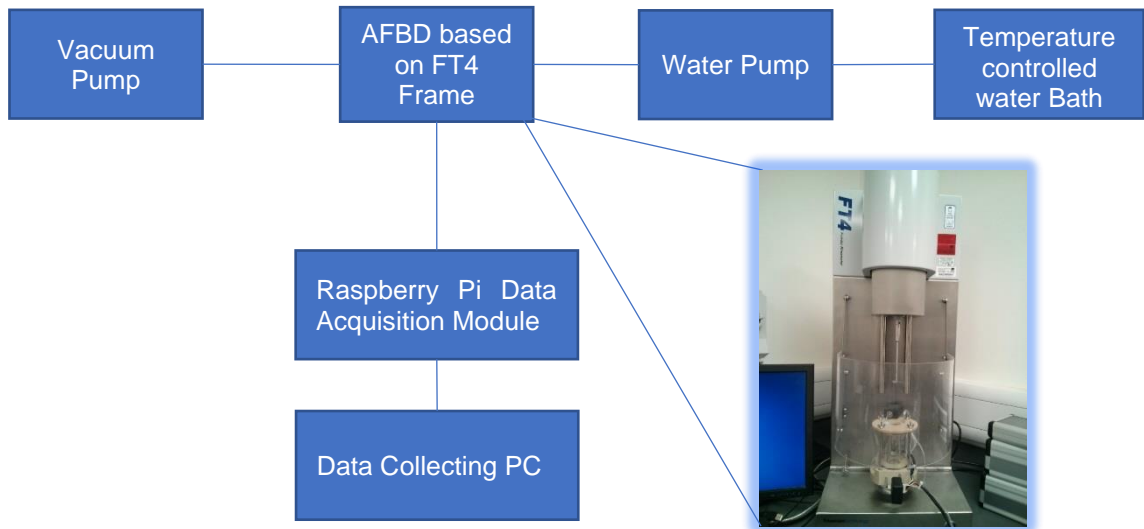 Vacuum
Pump
AFBD based
on FT4
Frame
Water Pump
Temperature
controlled
water Bath
Raspberry Pi Data
Acquisition Module
Data Collecting PC
FT4